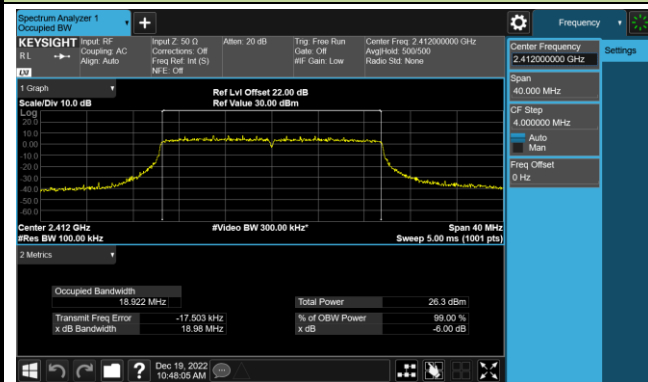 Spectrum Analyzer 1
Occupied BW
+
Frequency
KEYSIGHT
R L
LXI
Input: RF
Coupling: AC
Align: Auto
Input Z: 50 Ω
Corrections: Off
Freq Ref: Int (S)
NFE: Off
Atten: 20 dB
Trig: Free Run
Gate: Off
#IF Gain: Low
Center Freq: 2.412000000 GHz
Avg|Hold: 500/500
Radio Std: None
Center Frequency
2.412000000 GHz
Settings
Span
40.000 MHz
CF Step
4.000000 MHz
Auto
Man
Freq Offset
0 Hz
1 Graph
Scale/Div 10.0 dB
Ref Lvl Offset 22.00 dB
Ref Value 30.00 dBm
Log
20.0
10.0
0.00
-10.0
-20.0
-30.0
-40.0
-50.0
-60.0
Center 2.412 GHz
#Video BW 300.00 kHz*
Span 40 MHz
#Res BW 100.00 kHz
Sweep 5.00 ms (1001 pts)
2 Metrics
Occupied Bandwidth
18.922 MHz
Total Power 26.3 dBm
Transmit Freq Error -17.503 kHz
% of OBW Power 99.00 %
x dB Bandwidth 18.98 MHz
x dB -6.00 dB
?
Dec 19, 2022
10:48:05 AM